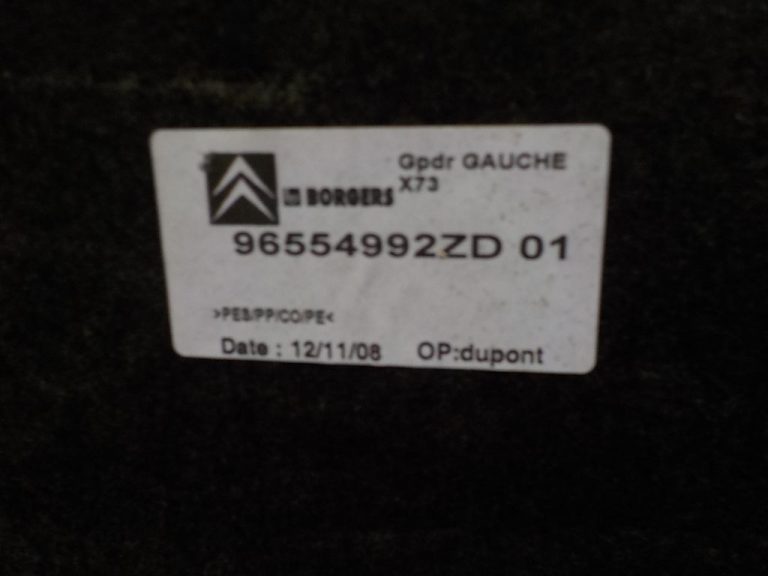 Gpdr GAUCHE
X73
BORGERS
96554992ZD 01
>PES/PP/CO/PE<
Date : 12/11/08 OP:dupont